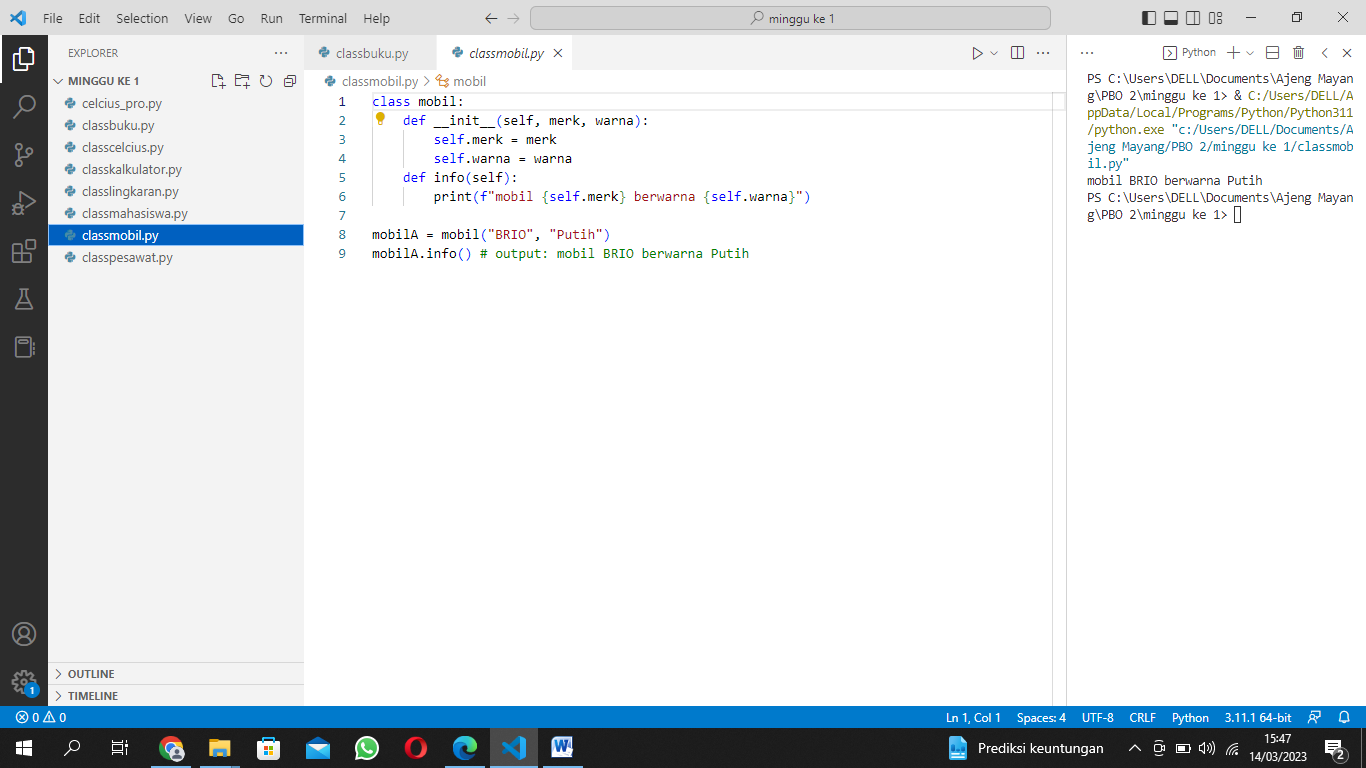 File Edit Selection View Go Run Terminal Help
minggu ke 1
EXPLORER
MINGGU KE 1
celcius_pro.py
classbuku.py
classcelcius.py
classkalkulator.py
classlingkaran.py
classmahasiswa.py
classmobil.py
classpesawat.py
OUTLINE
TIMELINE
classbuku.py classmobil.py
classmobil.py > mobil
1 class mobil:
2     def __init__(self, merk, warna):
3         self.merk = merk
4         self.warna = warna
5     def info(self):
6         print(f"mobil {self.merk} berwarna {self.warna}")
7
8 mobilA = mobil("BRIO", "Putih")
9 mobilA.info() # output: mobil BRIO berwarna Putih
Python
PS C:\Users\DELL\Documents\Ajeng Mayan
g\PBO 2\minggu ke 1> & C:/Users/DELL/A
ppData/Local/Programs/Python/Python311
/python.exe "c:/Users/DELL/Documents/A
jeng Mayang/PBO 2/minggu ke 1/classmob
il.py"
mobil BRIO berwarna Putih
PS C:\Users\DELL\Documents\Ajeng Mayan
g\PBO 2\minggu ke 1>
1
0 0 Ln 1, Col 1 Spaces: 4 UTF-8 CRLF Python 3.11.1 64-bit
Prediksi keuntungan
15:47
14/03/2023
2